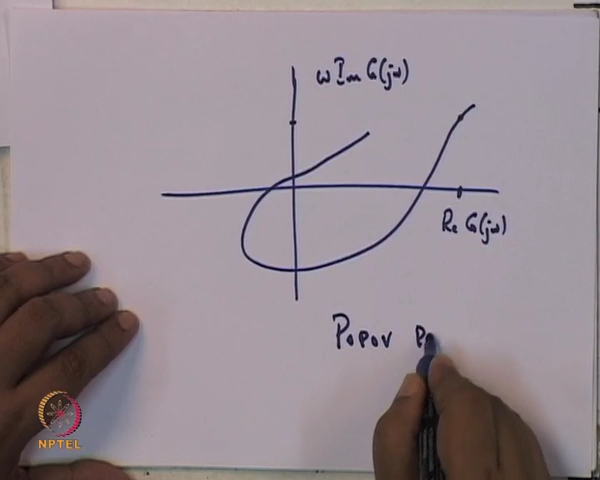 ω Im G(jω)
Re G(jω)
Popov
NPTEL